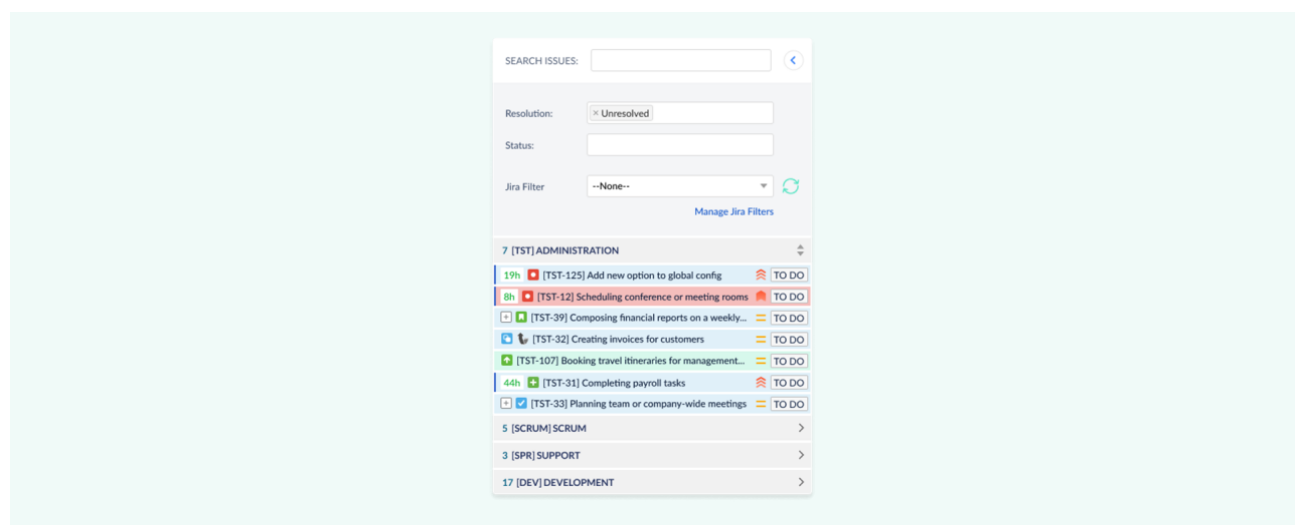 SEARCH ISSUES:
Resolution: × Unresolved
Status:
Jira Filter --None--
Manage Jira Filters
7 [TST] ADMINISTRATION
19h [TST-125] Add new option to global config TO DO
8h [TST-12] Scheduling conference or meeting rooms TO DO
[TST-39] Composing financial reports on a weekly... TO DO
[TST-32] Creating invoices for customers TO DO
[TST-107] Booking travel itineraries for management... TO DO
44h [TST-31] Completing payroll tasks TO DO
[TST-33] Planning team or company-wide meetings TO DO
5 [SCRUM] SCRUM
3 [SPR] SUPPORT
17 [DEV] DEVELOPMENT